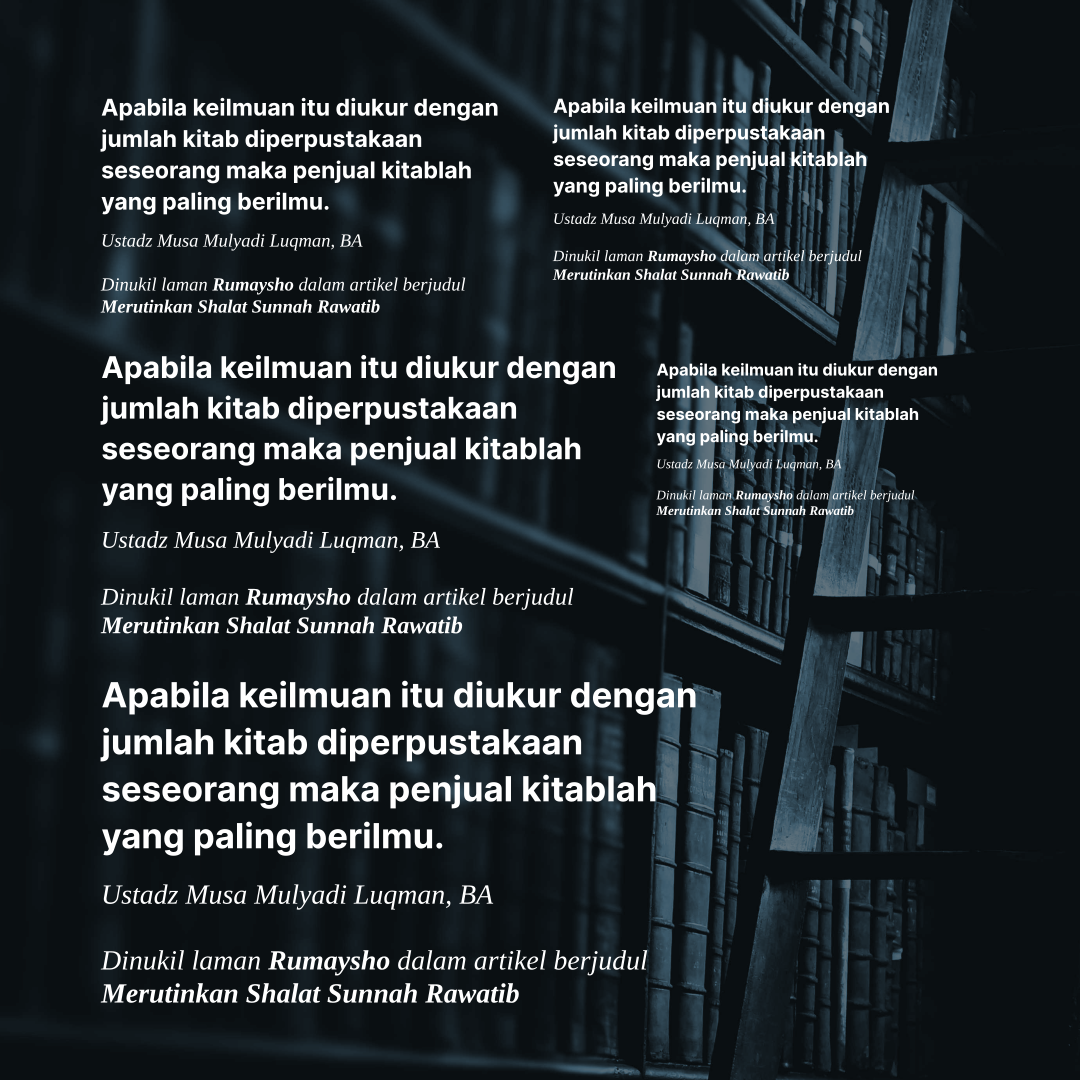 Apabila keilmuan itu diukur dengan
jumlah kitab diperpustakaan
seseorang maka penjual kitablah
yang paling berilmu.
Ustadz Musa Mulyadi Luqman, BA
Dinukil laman Rumaysho dalam artikel berjudul
Merutinkan Shalat Sunnah Rawatib
Apabila keilmuan itu diukur dengan
jumlah kitab diperpustakaan
seseorang maka penjual kitablah
yang paling berilmu.
Ustadz Musa Mulyadi Luqman, BA
Dinukil laman Rumaysho dalam artikel berjudul
Merutinkan Shalat Sunnah Rawatib
Apabila keilmuan itu diukur dengan
jumlah kitab diperpustakaan
seseorang maka penjual kitablah
yang paling berilmu.
Ustadz Musa Mulyadi Luqman, BA
Dinukil laman Rumaysho dalam artikel berjudul
Merutinkan Shalat Sunnah Rawatib
Apabila keilmuan itu diukur dengan
jumlah kitab diperpustakaan
seseorang maka penjual kitablah
yang paling berilmu.
Ustadz Musa Mulyadi Luqman, BA
Dinukil laman Rumaysho dalam artikel berjudul
Merutinkan Shalat Sunnah Rawatib
Apabila keilmuan itu diukur dengan
jumlah kitab diperpustakaan
seseorang maka penjual kitablah
yang paling berilmu.
Ustadz Musa Mulyadi Luqman, BA
Dinukil laman Rumaysho dalam artikel berjudul
Merutinkan Shalat Sunnah Rawatib